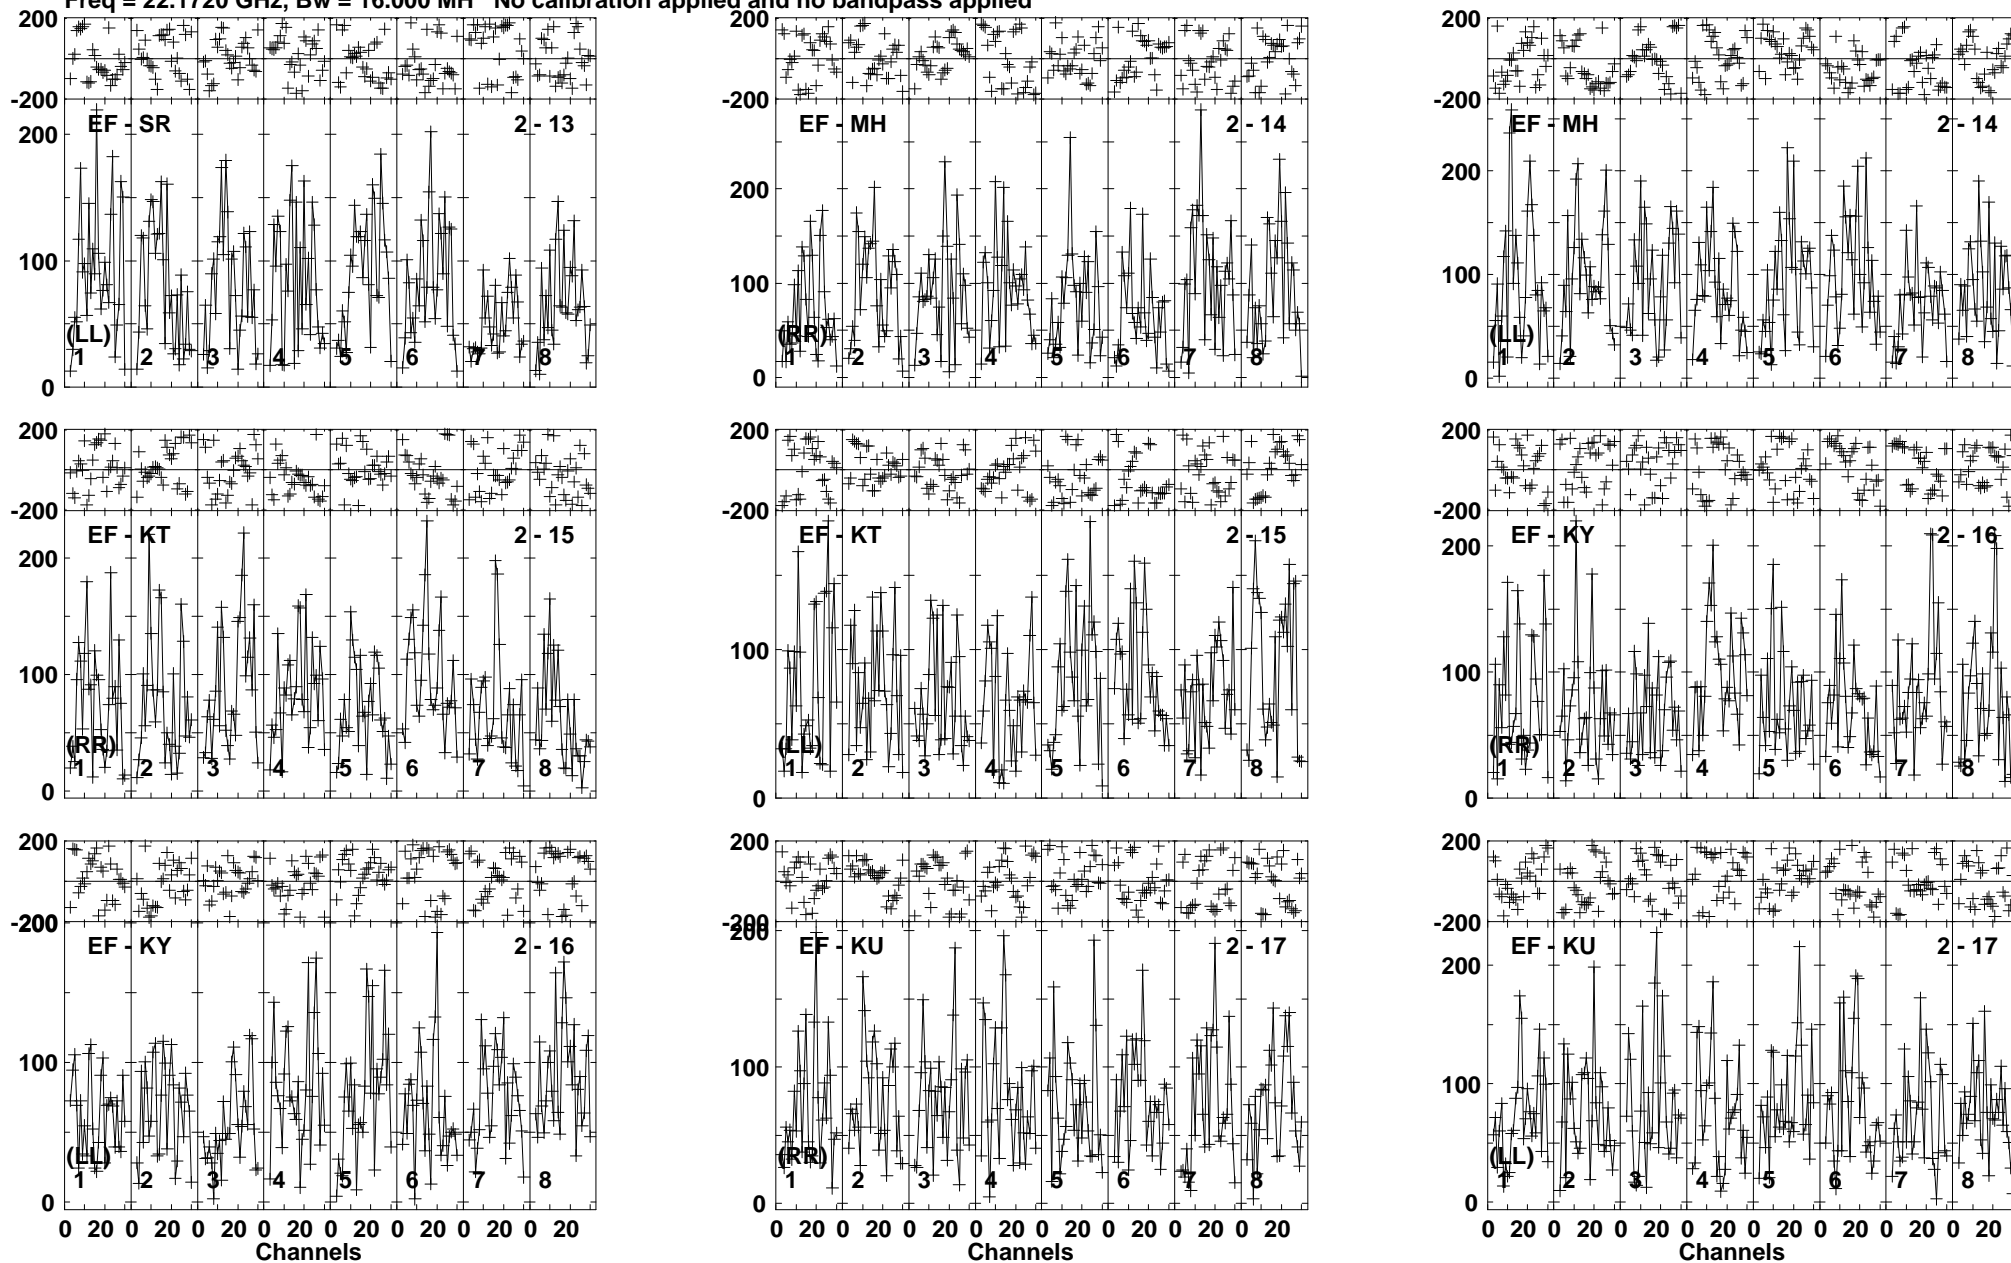 Freq = 22.1720 GHz, Bw = 16.000 MH No calibration applied and no bandpass applied
200 200 200
-200 -200 -200
EF - SR 2 - 13 EF - MH 2 - 14 EF - MH 2 - 14
200 200 200
100 100 100
(LL) (RR) (LL)
1 2 3 4 5 6 7 8 1 2 3 4 5 6 7 8 1 2 3 4 5 6 7 8
0 0 0
200 200 200
-200 -200 -200
EF - KT 2 - 15 EF - KT 2 - 15 EF - KY 2 - 16
200 200
100 100 100
(RR) (LL) (RR)
1 2 3 4 5 6 7 8 1 2 3 4 5 6 7 8 1 2 3 4 5 6 7 8
0 0 0
200 200 200
-200 -200 -200
EF - KY 2 - 16 EF - KU 2 - 17 EF - KU 2 - 17
200 200
100 100 100
(LL) (RR) (LL)
1 2 3 4 5 6 7 8 1 2 3 4 5 6 7 8 1 2 3 4 5 6 7 8
0 0 0
0 20 0 20 0 20 0 20 0 20 0 20 0 20 0 20 0 20 0 20 0 20 0 20 0 20 0 20 0 20 0 20 0 20 0 20 0 20 0 20 0 20 0 20 0 20 0 20
Channels Channels Channels